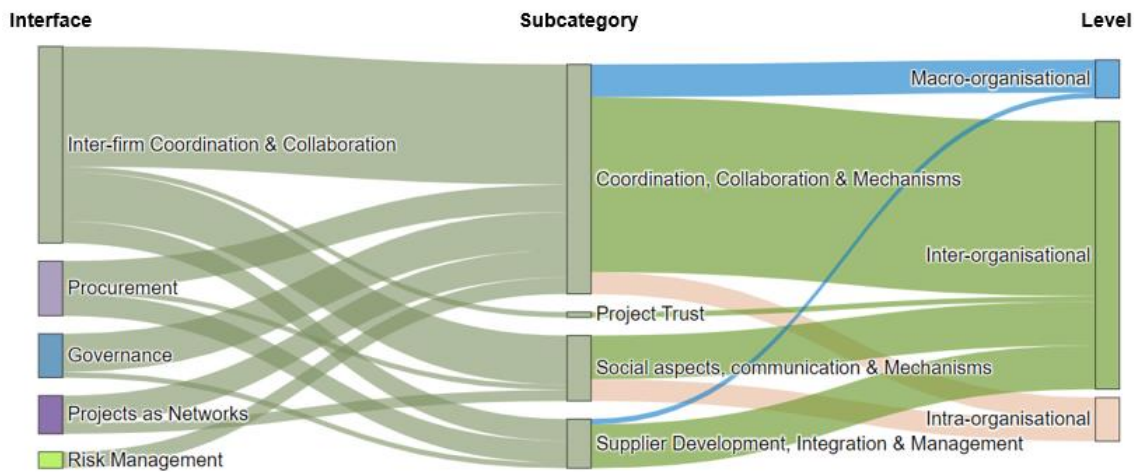 Interface
Subcategory
Level
Inter-firm Coordination & Collaboration
Procurement
Governance
Projects as Networks
Risk Management
Coordination, Collaboration & Mechanisms
Project Trust
Social aspects, communication & Mechanisms
Supplier Development, Integration & Management
Macro-organisational
Inter-organisational
Intra-organisational